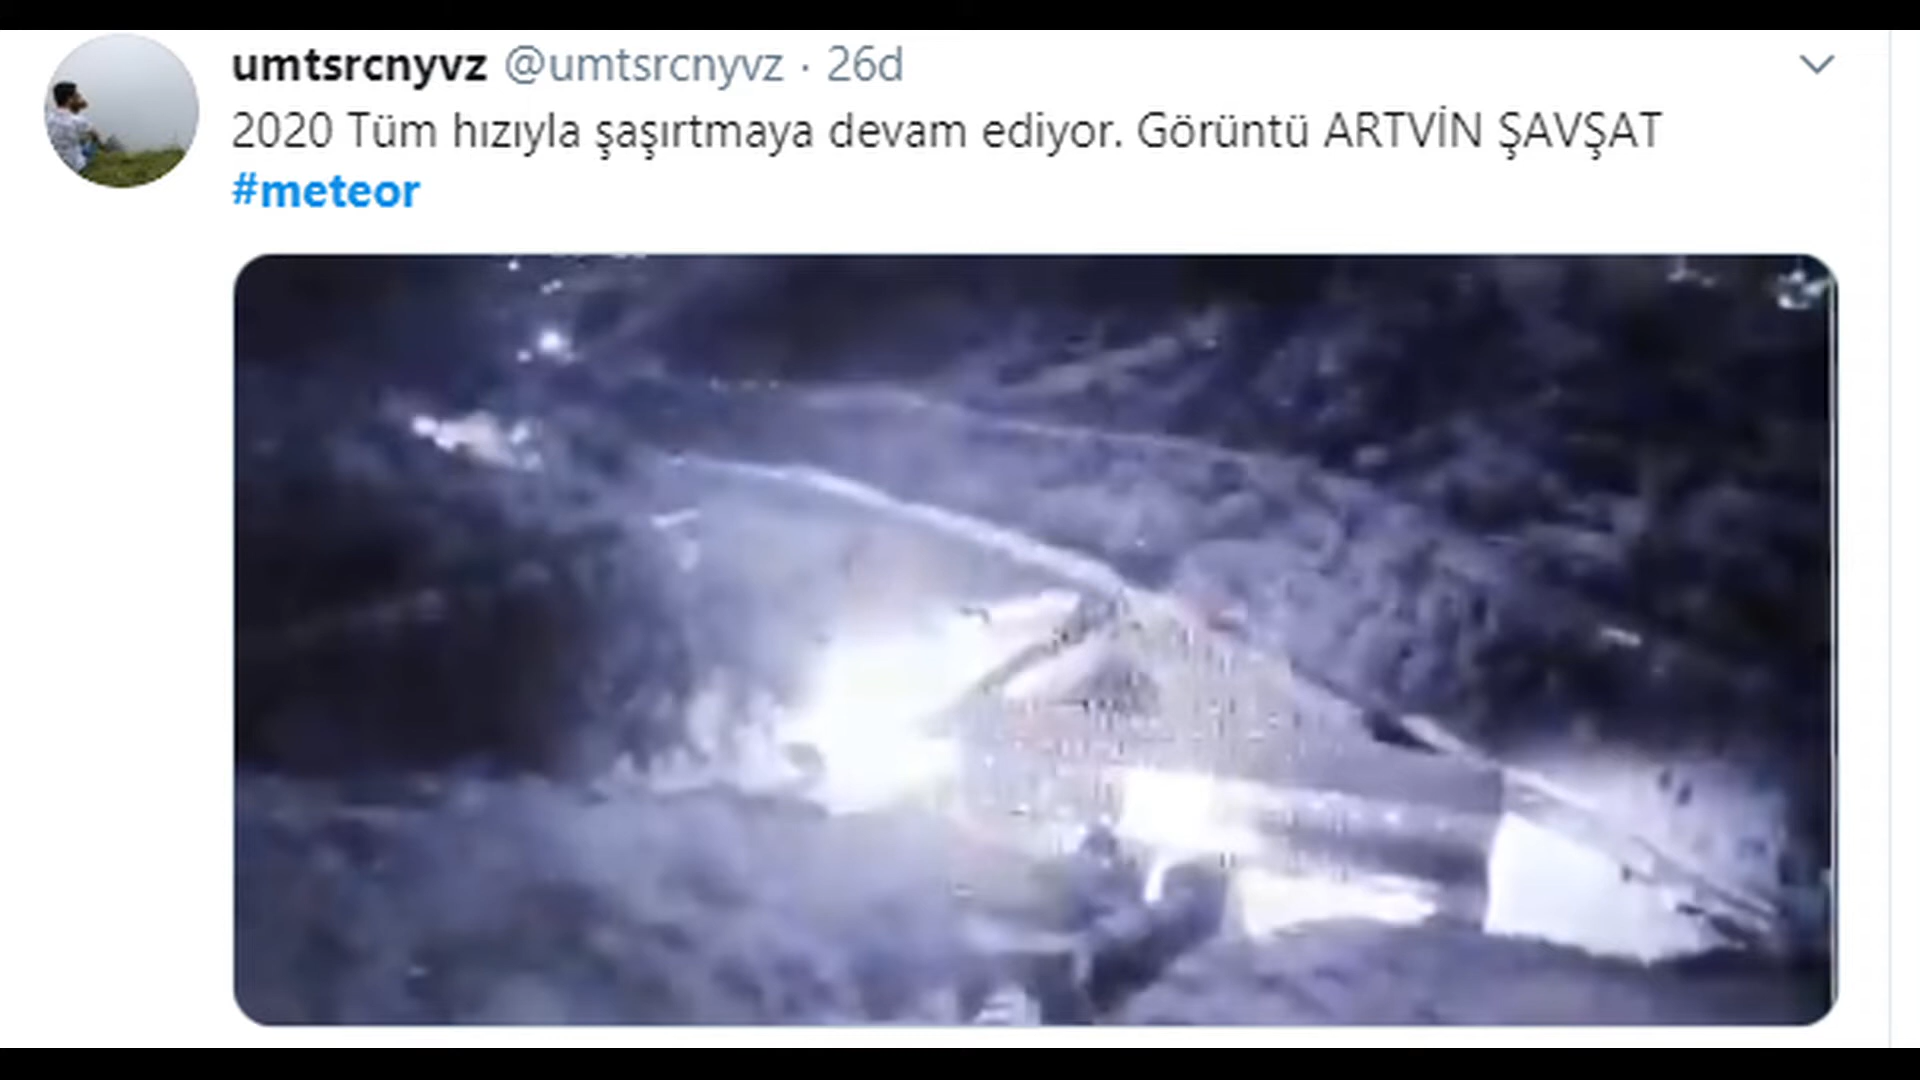 umtsrcnyvz @umtsrcnyvz · 26d
2020 Tüm hızıyla şaşırtmaya devam ediyor. Görüntü ARTVİN ŞAVŞAT
#meteor